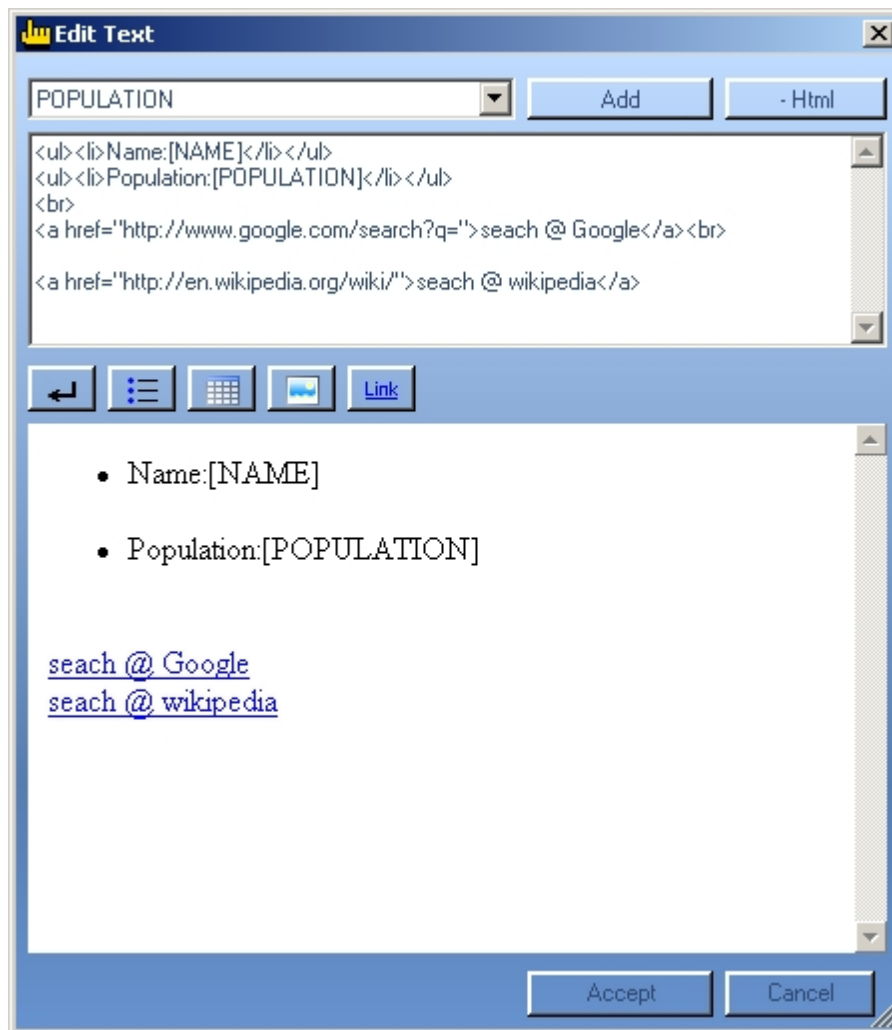 Edit Text
POPULATION
Add
- Html
<ul><li>Name:[NAME]</li></ul>
<ul><li>Population:[POPULATION]</li></ul>
<br>
<a href="http://www.google.com/search?q=">seach @ Google</a><br>
<a href="http://en.wikipedia.org/wiki/">seach @ wikipedia</a>
Link
• Name:[NAME]
• Population:[POPULATION]
seach @ Google
seach @ wikipedia
Accept
Cancel